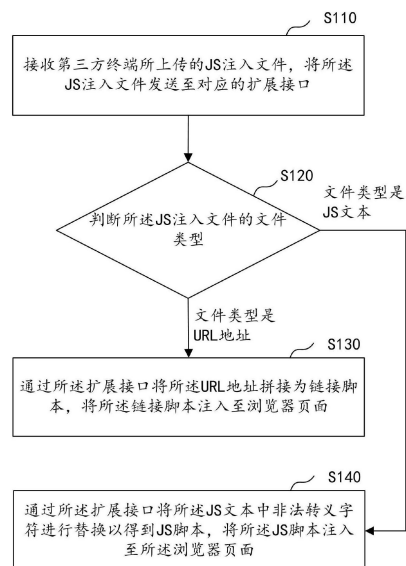 S110
接收第三方终端所上传的JS注入文件，将所述
JS注入文件发送至对应的扩展接口
S120
判断所述JS注入文件的文件
类型
文件类型是
JS文本
文件类型是
URL地址
S130
通过所述扩展接口将所述URL地址拼接为链接脚
本，将所述链接脚本注入至浏览器页面
S140
通过所述扩展接口将所述JS文本中非法转义字
符进行替换以得到JS脚本，将所述JS脚本注入
至所述浏览器页面